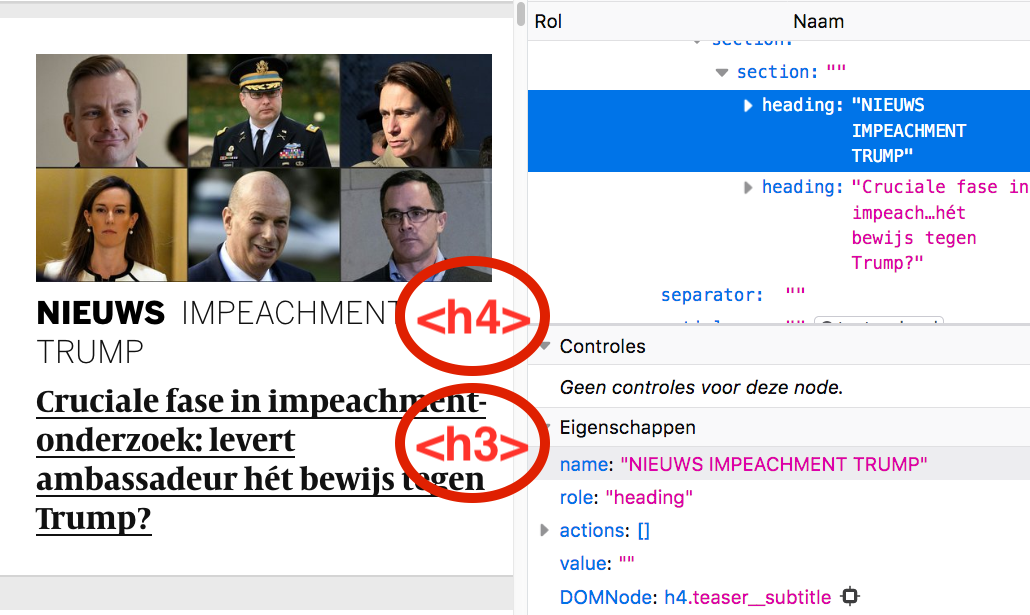 NIEUWS IMPEACHMENT
TRUMP
<h4>
Cruciale fase in impeachment-
onderzoek: levert
ambassadeur hét bewijs tegen
Trump?
<h3>
Rol Naam
section:
section: ""
heading: "NIEUWS
IMPEACHMENT
TRUMP"
heading: "Cruciale fase in
impeach…hét
bewijs tegen
Trump?"
separator: ""
Controles
Geen controles voor deze node.
Eigenschappen
name: "NIEUWS IMPEACHMENT TRUMP"
role: "heading"
actions: []
value: ""
DOMNode: h4.teaser__subtitle